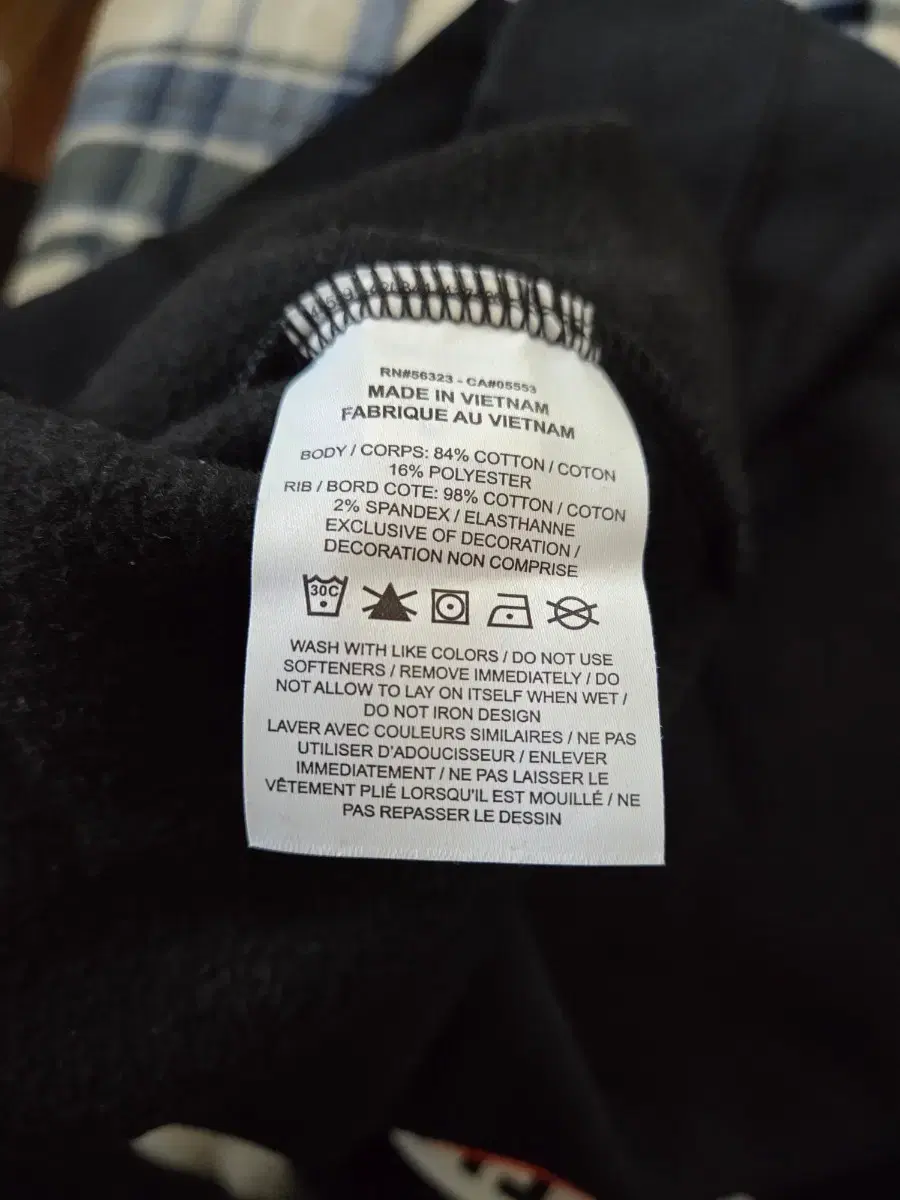 RN#56323 - CA#05553
MADE IN VIETNAM
FABRIQUE AU VIETNAM
BODY / CORPS: 84% COTTON / COTON
16% POLYESTER
RIB / BORD COTE: 98% COTTON / COTON
2% SPANDEX / ELASTHANNE
EXCLUSIVE OF DECORATION /
DECORATION NON COMPRISE
30C
WASH WITH LIKE COLORS / DO NOT USE
SOFTENERS / REMOVE IMMEDIATELY / DO
NOT ALLOW TO LAY ON ITSELF WHEN WET /
DO NOT IRON DESIGN
LAVER AVEC COULEURS SIMILAIRES / NE PAS
UTILISER D'ADOUCISSEUR / ENLEVER
IMMEDIATEMENT / NE PAS LAISSER LE
VÊTEMENT PLIÉ LORSQU'IL EST MOUILLÉ / NE
PAS REPASSER LE DESSIN